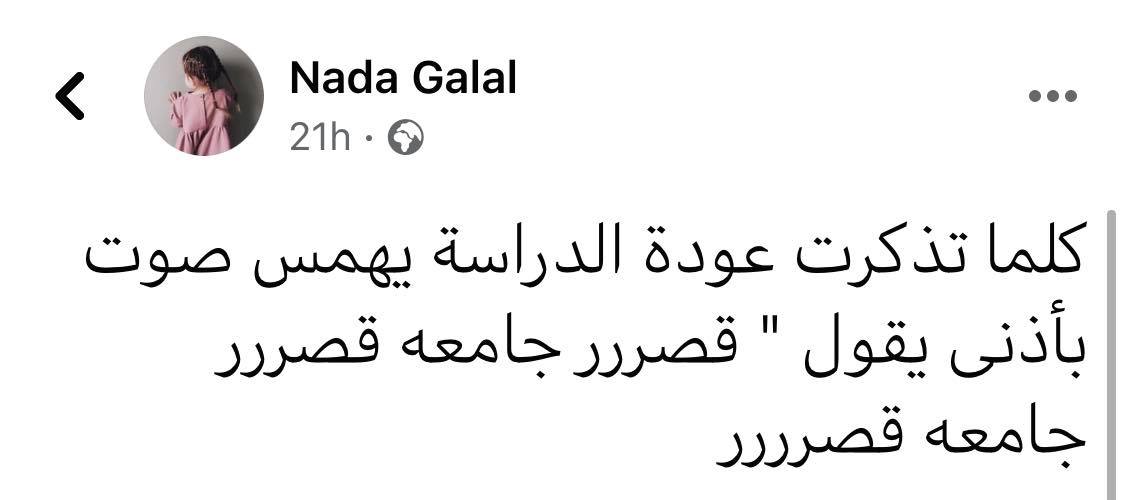 Nada Galal
21h ·
كلما تذكرت عودة الدراسة يهمس صوت
بأذنى يقول " قصررر جامعه قصررر
جامعه قصرررر